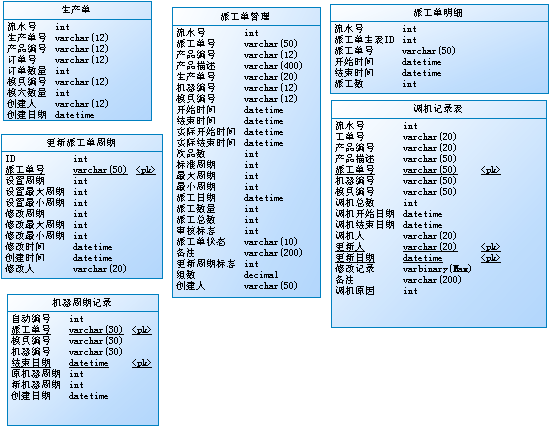 生产单
流水号 int
生产单号 varchar(12)
产品编号 varchar(12)
订单号 varchar(12)
订单数量 int
模具编号 varchar(12)
模穴数量 int
创建人 varchar(12)
创建日期 datetime
更新派工单周期
ID int
派工单号 varchar(50) <pk>
设置周期 int
设置最大周期 int
设置最小周期 int
修改周期 int
修改最大周期 int
修改最小周期 int
修改时间 datetime
创建时间 datetime
修改人 varchar(20)
机器周期记录
自动编号 int
派工单号 varchar(30) <pk>
模具编号 varchar(30)
机器编号 varchar(30)
结束日期 datetime <pk>
原机器周期 int
新机器周期 int
创建日期 datetime
派工单管理
流水号 int
派工单号 varchar(50)
产品编号 varchar(12)
产品描述 varchar(400)
生产单号 varchar(20)
机器编号 varchar(12)
模具编号 varchar(12)
开始时间 datetime
结束时间 datetime
实际开始时间 datetime
实际结束时间 datetime
次品数 int
标准周期 int
最大周期 int
最小周期 int
派工日期 datetime
派工数量 int
派工总数 int
审核标志 int
派工单状态 varchar(10)
备注 varchar(200)
更新周期标志 int
组数 decimal
创建人 varchar(50)
派工单明细
流水号 int
派工单主表ID int
派工单号 varchar(50)
开始时间 datetime
结束时间 datetime
派工数 int
调机记录表
流水号 int
工单号 varchar(20)
产品编号 varchar(20)
产品描述 varchar(50)
派工单号 varchar(50) <pk>
机器编号 varchar(50)
模具编号 varchar(50)
调机总数 int
调机开始日期 datetime
调机结束日期 datetime
调机人 varchar(20)
更新人 varchar(20) <pk>
更新日期 datetime <pk>
修改记录 varbinary(Max)
备注 varchar(200)
调机原因 int